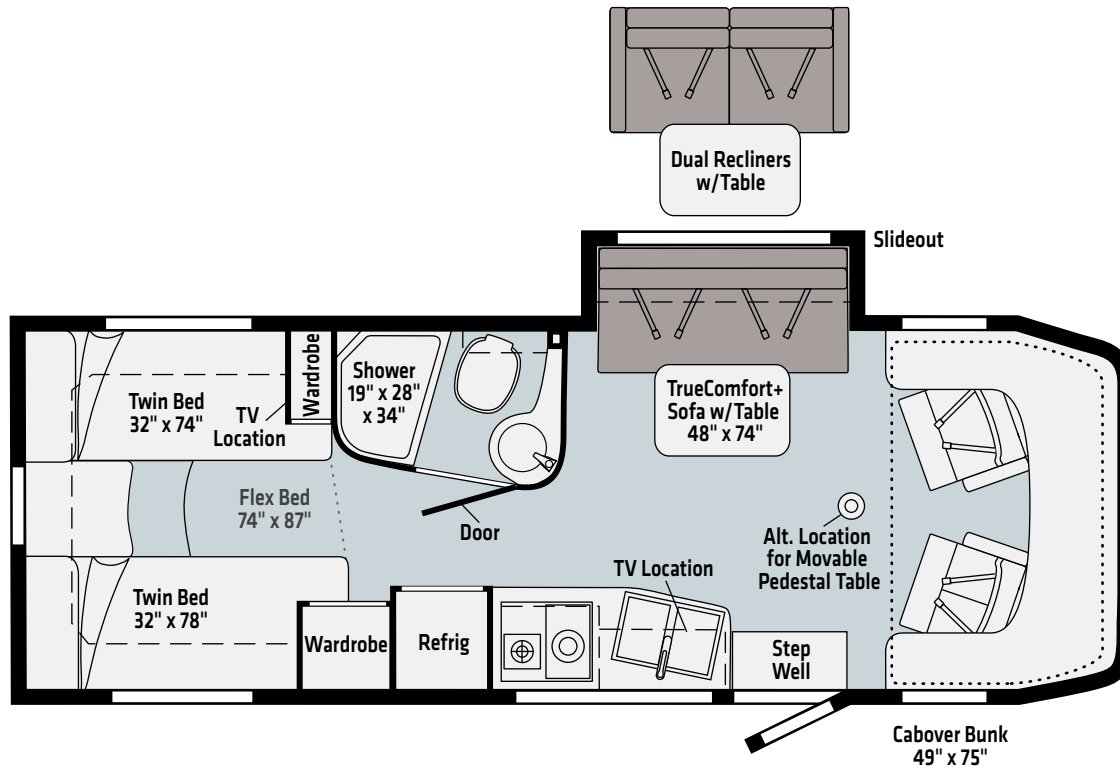 Dual Recliners
w/Table
Slideout
Wardrobe
Shower
19" x 28"
x 34"
Twin Bed
32" x 74"
TV
Location
TrueComfort+
Sofa w/Table
48" x 74"
Flex Bed
74" x 87"
Door
Alt. Location
for Movable
Pedestal Table
TV Location
Twin Bed
32" x 78"
Wardrobe
Refrig
Step
Well
Cabover Bunk
49" x 75"